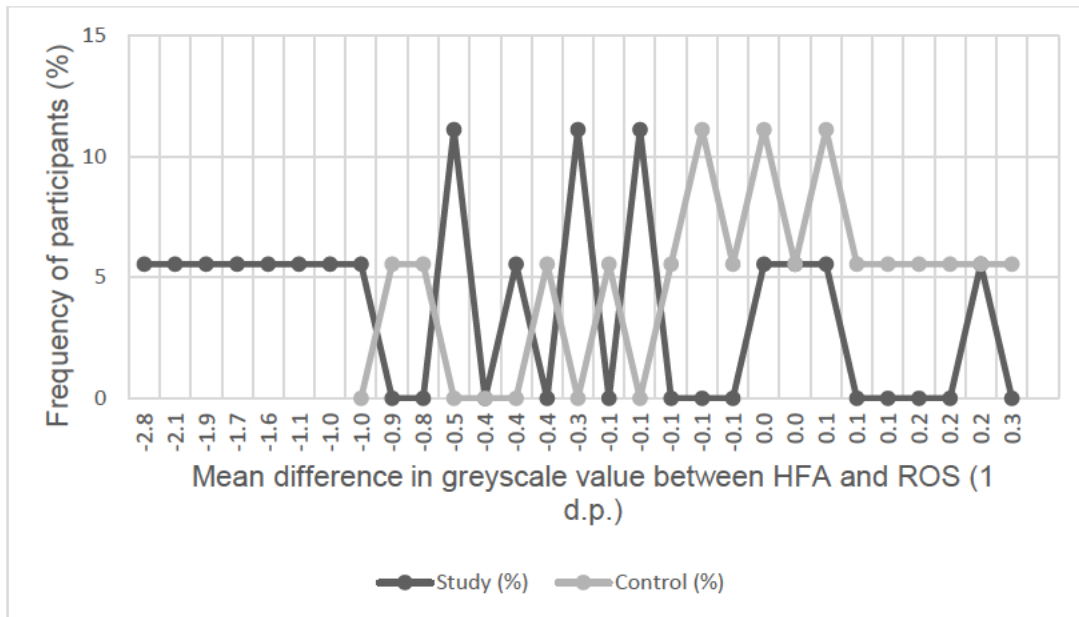 Frequency of participants (%)
15
10
5
0
-2.8 -2.1 -1.9 -1.7 -1.6 -1.1 -1.0 -1.0 -0.9 -0.8 -0.5 -0.4 -0.4 -0.4 -0.3 -0.1 -0.1 -0.1 -0.1 -0.1 0.0 0.0 0.1 0.1 0.1 0.2 0.2 0.2 0.3
Mean difference in greyscale value between HFA and ROS (1
d.p.)
Study (%) Control (%)